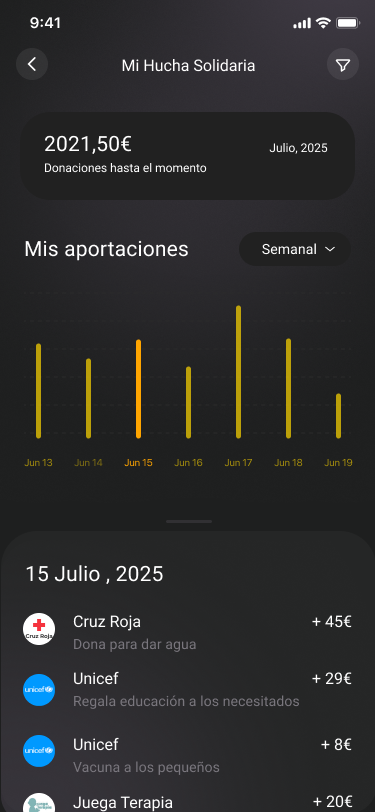 9:41
Mi Hucha Solidaria
2021,50€
Julio, 2025
Donaciones hasta el momento
Mis aportaciones
Semanal
Jun 13 Jun 14 Jun 15 Jun 16 Jun 17 Jun 18 Jun 19
15 Julio , 2025
Cruz Roja
Cruz Roja + 45€
Dona para dar agua
unicef
Unicef + 29€
Regala educación a los necesitados
unicef
Unicef + 8€
Vacuna a los pequeños
Juega Terapia + 20€